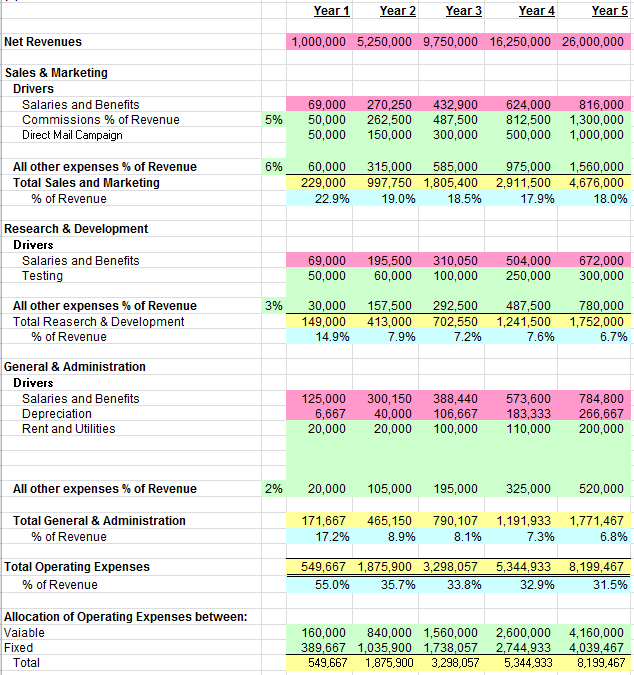 Year 1 Year 2 Year 3 Year 4 Year 5
Net Revenues 1,000,000 5,250,000 9,750,000 16,250,000 26,000,000
Sales & Marketing
Drivers
Salaries and Benefits 69,000 270,250 432,900 624,000 816,000
Commissions % of Revenue 5% 50,000 262,500 487,500 812,500 1,300,000
Direct Mail Campaign 50,000 150,000 300,000 500,000 1,000,000
All other expenses % of Revenue 6% 60,000 315,000 585,000 975,000 1,560,000
Total Sales and Marketing 229,000 997,750 1,805,400 2,911,500 4,676,000
% of Revenue 22.9% 19.0% 18.5% 17.9% 18.0%
Research & Development
Drivers
Salaries and Benefits 69,000 195,500 310,050 504,000 672,000
Testing 50,000 60,000 100,000 250,000 300,000
All other expenses % of Revenue 3% 30,000 157,500 292,500 487,500 780,000
Total Reaserch & Development 149,000 413,000 702,550 1,241,500 1,752,000
% of Revenue 14.9% 7.9% 7.2% 7.6% 6.7%
General & Administration
Drivers
Salaries and Benefits 125,000 300,150 388,440 573,600 784,800
Depreciation 6,667 40,000 106,667 183,333 266,667
Rent and Utilities 20,000 20,000 100,000 110,000 200,000
All other expenses % of Revenue 2% 20,000 105,000 195,000 325,000 520,000
Total General & Administration 171,667 465,150 790,107 1,191,933 1,771,467
% of Revenue 17.2% 8.9% 8.1% 7.3% 6.8%
Total Operating Expenses 549,667 1,875,900 3,298,057 5,344,933 8,199,467
% of Revenue 55.0% 35.7% 33.8% 32.9% 31.5%
Allocation of Operating Expenses between:
Vaiable 160,000 840,000 1,560,000 2,600,000 4,160,000
Fixed 389,667 1,035,900 1,738,057 2,744,933 4,039,467
Total 549,667 1,875,900 3,298,057 5,344,933 8,199,467